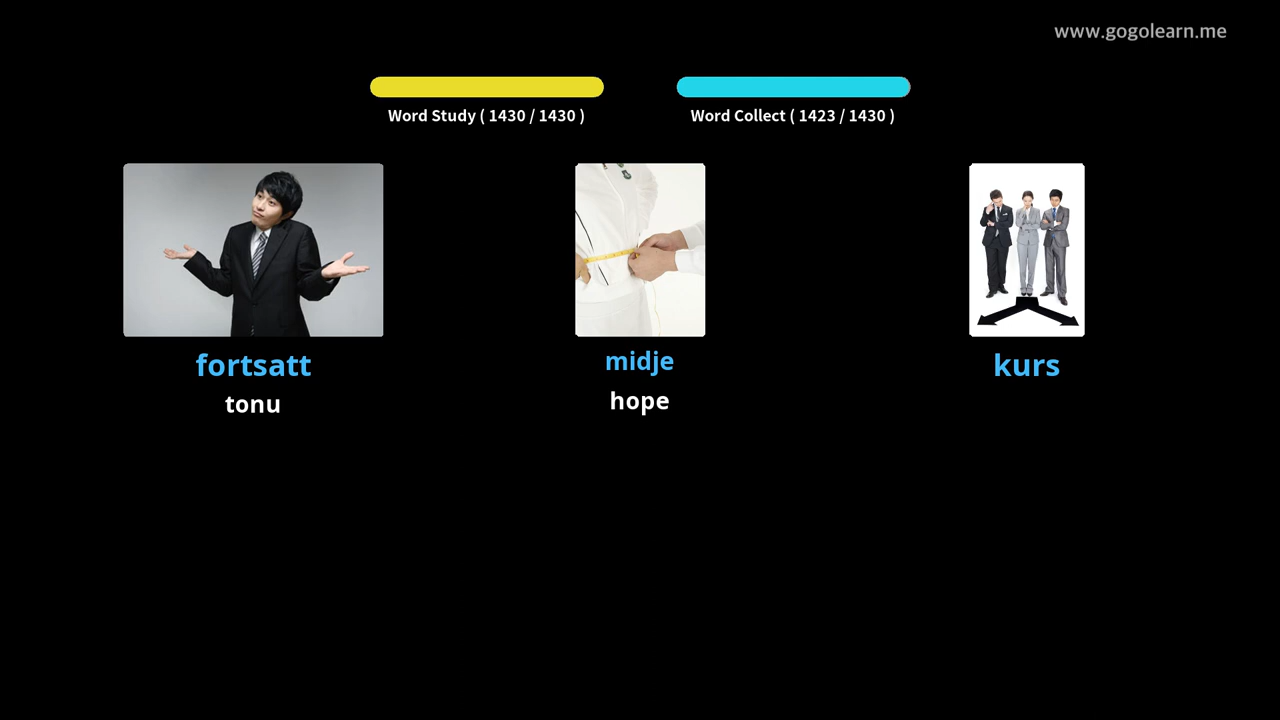 www.gogolearn.me
Word Study ( 1430 / 1430 )
Word Collect ( 1423 / 1430 )
fortsatt
midje
kurs
tonu
hope